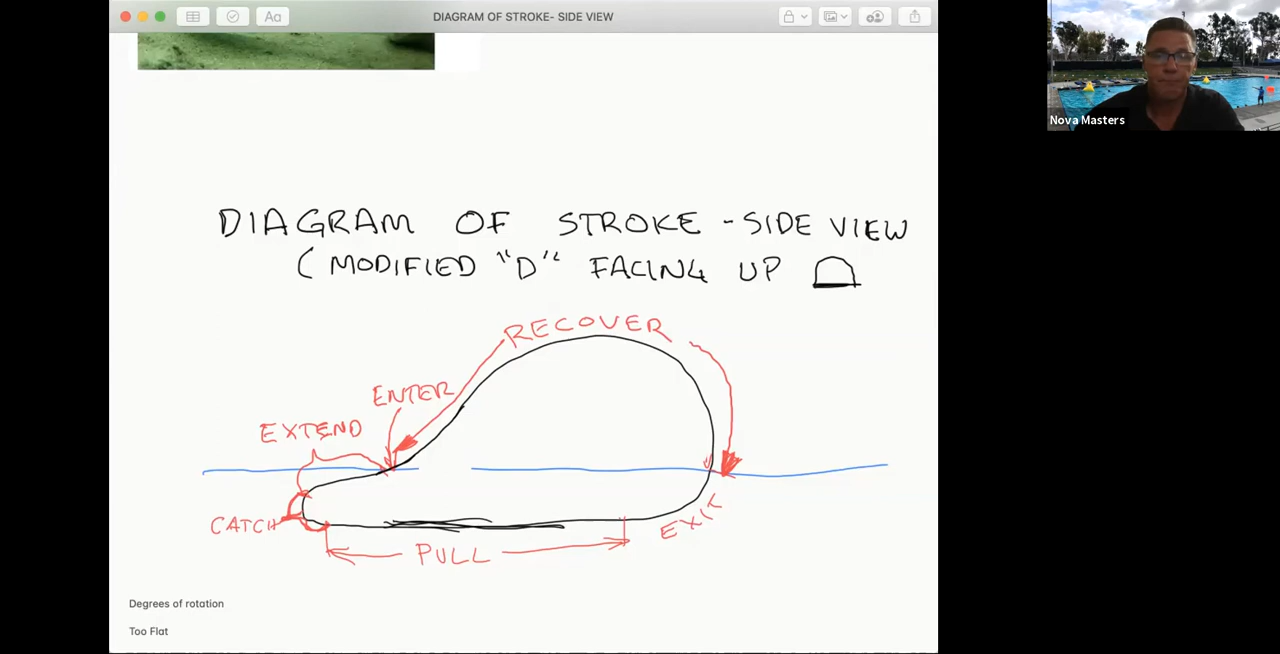 DIAGRAM OF STROKE- SIDE VIEW
Aa
Nova Masters
DIAGRAM OF STROKE - SIDE VIEW
( MODIFIED "D" FACING UP
RECOVER
ENTER
EXTEND
CATCH
EXIT
PULL
Degrees of rotation
Too Flat